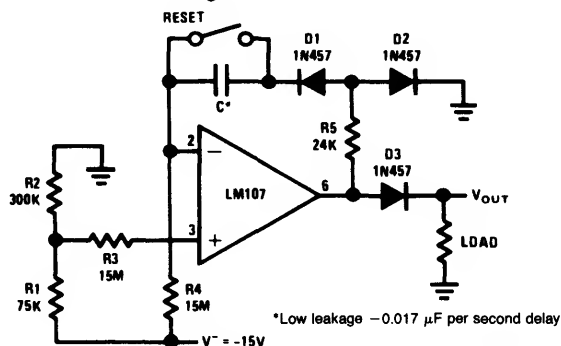 RESET
D1
1N457
D2
1N457
C*
R5
24K
D3
1N457
2
−
LM107
6
VOUT
R2
300K
3
+
R3
15M
LOAD
R1
75K
R4
15M
V− = -15V
*Low leakage −0.017 μF per second delay